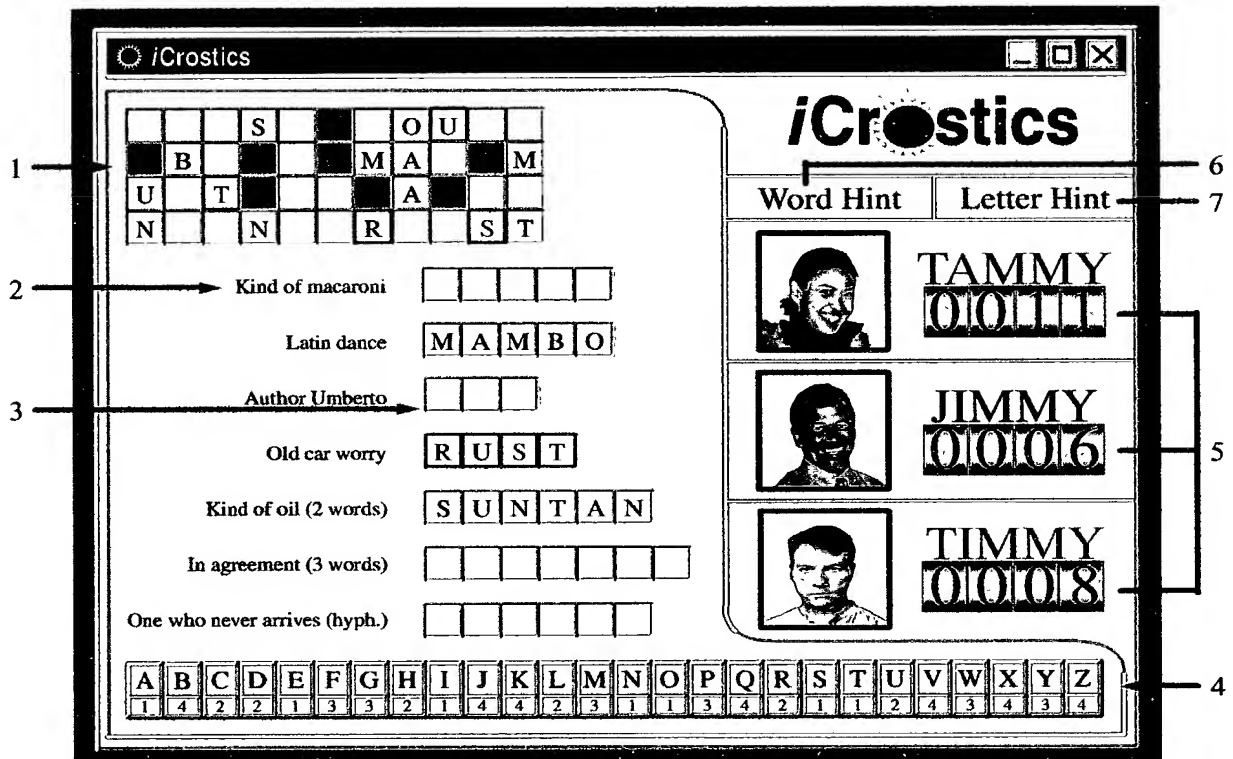 iCrostics
iCrostics
S O U
1
B M A M
6
Word Hint
Letter Hint
7
U T A
N N R S T
2
Kind of macaroni
TAMMY
0011
Latin dance
M A M B O
3
Author Umberto
JIMMY
0006
5
Old car worry
R U S T
Kind of oil (2 words)
S U N T A N
In agreement (3 words)
TIMMY
0008
One who never arrives (hyph.)
A B C D E F G H I J K L M N O P Q R S T U V W X Y Z
4
1 4 2 2 1 3 3 2 1 4 4 2 3 1 1 3 4 2 1 1 2 4 3 4 3 4